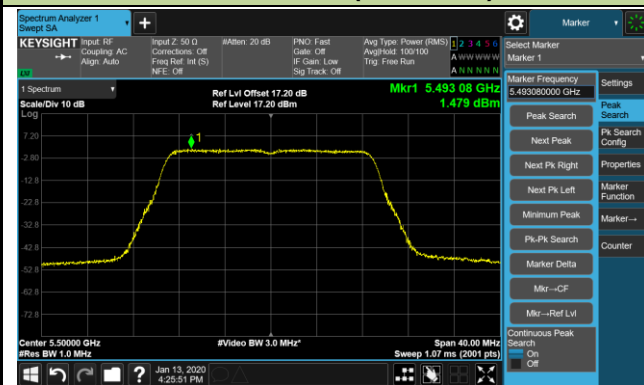 Spectrum Analyzer 1
Swept SA
KEYSIGHT
Input: RF
Coupling: AC
Align: Auto
Input Z: 50 Ω
Corrections: Off
Freq Ref: Int (S)
NFE: Off
#Atten: 20 dB
PNO: Fast
Gate: Off
IF Gain: Low
Sig Track: Off
Avg Type: Power (RMS)
Avg|Hold: 100/100
Trig: Free Run
1 2 3 4 5 6
A W W W W W
A N N N N N
1 Spectrum
Scale/Div 10 dB
Log
Ref Lvl Offset 17.20 dB
Ref Level 17.20 dBm
Mkr1 5.493 08 GHz
1.479 dBm
7.20
-2.80
-12.8
-22.8
-32.8
-42.8
-52.8
-62.8
-72.8
1
Center 5.50000 GHz
#Res BW 1.0 MHz
#Video BW 3.0 MHz*
Span 40.00 MHz
Sweep 1.07 ms (2001 pts)
Jan 13, 2020
4:25:51 PM
Marker
Select Marker
Marker 1
Marker Frequency
5.493080000 GHz
Peak Search
Next Peak
Next Pk Right
Next Pk Left
Minimum Peak
Pk-Pk Search
Marker Delta
Mkr→CF
Mkr→Ref Lvl
Continuous Peak
Search
On
Off
Settings
Peak
Search
Pk Search
Config
Properties
Marker
Function
Marker→
Counter